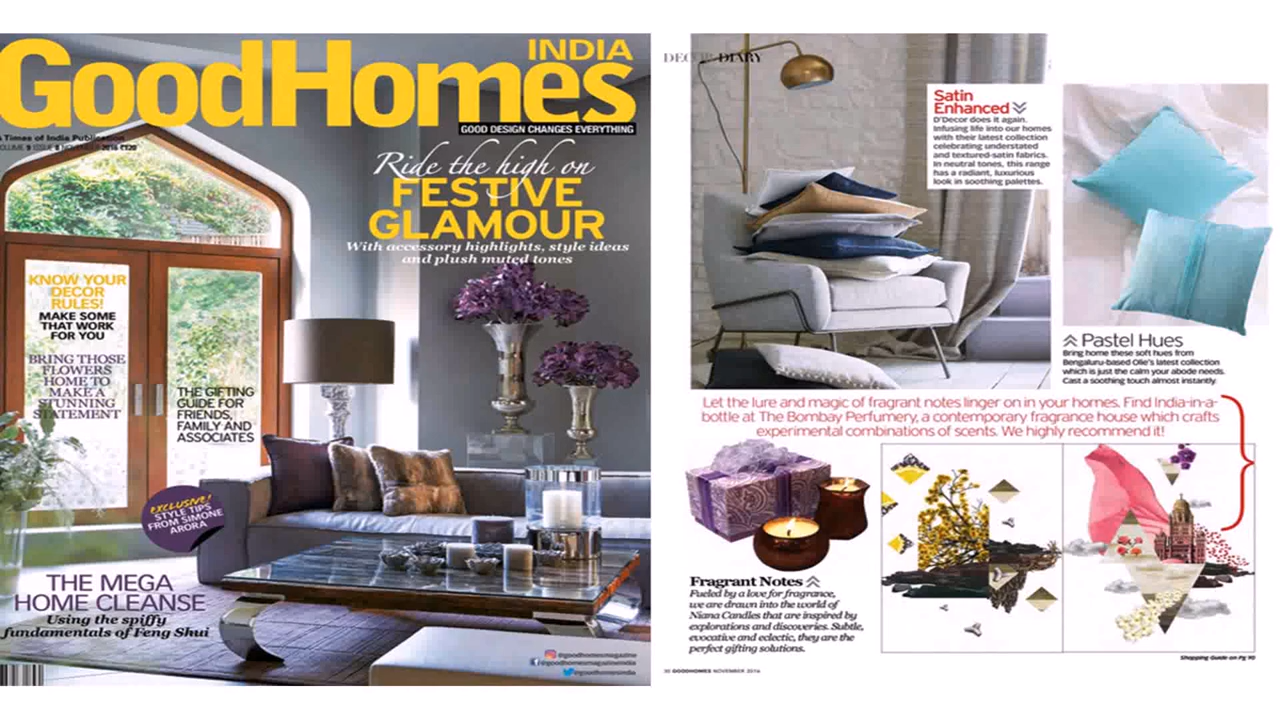 INDIA
GoodHomes
GOOD DESIGN CHANGES EVERYTHING
A Times of India Publication
VOLUME 9 ISSUE 8 NOVEMBER 2016 ₹120
Ride the high on
FESTIVE
GLAMOUR
With accessory highlights, style ideas
and plush muted tones
KNOW YOUR
DECOR
RULES!
MAKE SOME
THAT WORK
FOR YOU
BRING THOSE
FLOWERS
HOME TO
MAKE A
STUNNING
STATEMENT
THE GIFTING
GUIDE FOR
FRIENDS,
FAMILY AND
ASSOCIATES
EXCLUSIVE!
STYLE TIPS
FROM SIMONE
ARORA
THE MEGA
HOME CLEANSE
Using the spiffy
fundamentals of Feng Shui
@goodhomesmagazine
@goodhomesmagazineindia
@goodhomesindia
DECOR DIARY
Satin
Enhanced
D'Decor does it again.
Infusing life into our homes
with their latest collection
celebrating understated
and textured-satin fabrics.
In neutral tones, this range
has a radiant, luxurious
look in soothing palettes.
Pastel Hues
Bring home these soft hues from
Bengaluru-based Olie's latest collection
which is just the calm your abode needs.
Cast a soothing touch almost instantly.
Let the lure and magic of fragrant notes linger on in your homes. Find India-in-a-
bottle at The Bombay Perfumery, a contemporary fragrance house which crafts
experimental combinations of scents. We highly recommend it!
Fragrant Notes
Fueled by a love for fragrance,
we are drawn into the world of
Niana Candles that are inspired by
explorations and discoveries. Subtle,
evocative and eclectic, they are the
perfect gifting solutions.
Shopping Guide on Pg 90
30 GOODHOMES NOVEMBER 2016